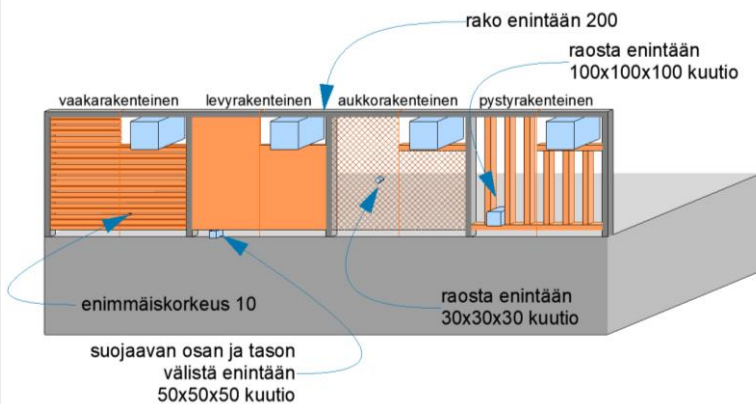 rako enintään 200
raosta enintään
100x100x100 kuutio
vaakarakenteinen
levyrakenteinen
aukkorakenteinen
pystyrakenteinen
enimmäiskorkeus 10
raosta enintään
30x30x30 kuutio
suojaavan osan ja tason
välistä enintään
50x50x50 kuutio